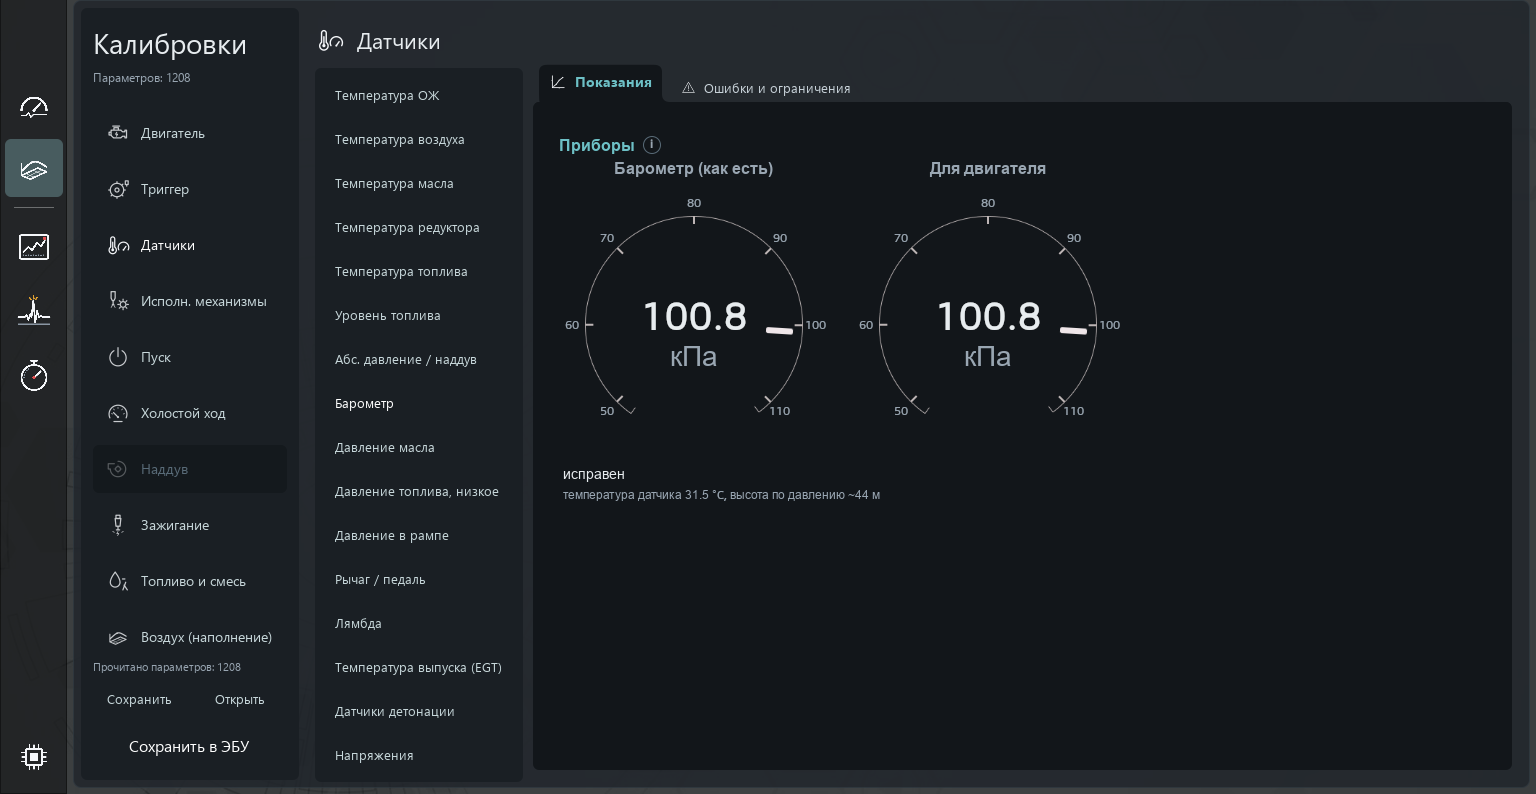 Калибровки
Параметров: 1208
Двигатель
Триггер
Датчики
Исполн. механизмы
Пуск
Холостой ход
Наддув
Зажигание
Топливо и смесь
Воздух (наполнение)
Прочитано параметров: 1208
Сохранить Открыть
Сохранить в ЭБУ
Датчики
Температура ОЖ
Температура воздуха
Температура масла
Температура редуктора
Температура топлива
Уровень топлива
Абс. давление / наддув
Барометр
Давление масла
Давление топлива, низкое
Давление в рампе
Рычаг / педаль
Лямбда
Температура выпуска (EGT)
Датчики детонации
Напряжения
Показания
Ошибки и ограничения
Приборы
Барометр (как есть)
50 60 70 80 90 100 110
100.8
кПа
Для двигателя
50 60 70 80 90 100 110
100.8
кПа
исправен
температура датчика 31.5 °C, высота по давлению ~44 м